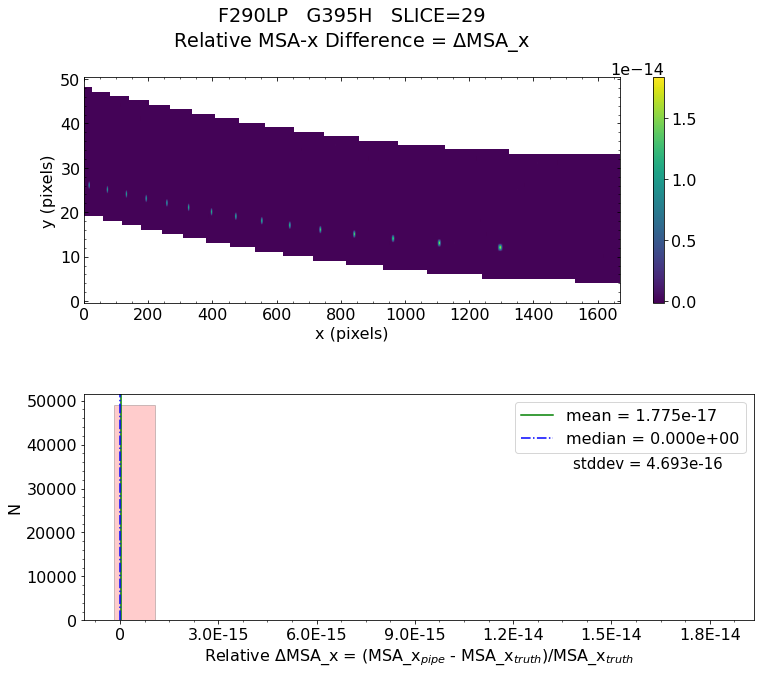 F290LP G395H SLICE=29
Relative MSA-x Difference = ΔMSA_x
1e−14
50
40
30
20
10
0
y (pixels)
0 200 400 600 800 1000 1200 1400 1600
x (pixels)
1.5
1.0
0.5
0.0
50000
40000
30000
20000
10000
0
N
mean = 1.775e-17
median = 0.000e+00
stddev = 4.693e-16
0 3.0E-15 6.0E-15 9.0E-15 1.2E-14 1.5E-14 1.8E-14
Relative ΔMSA_x = (MSA_x_pipe - MSA_x_truth)/MSA_x_truth